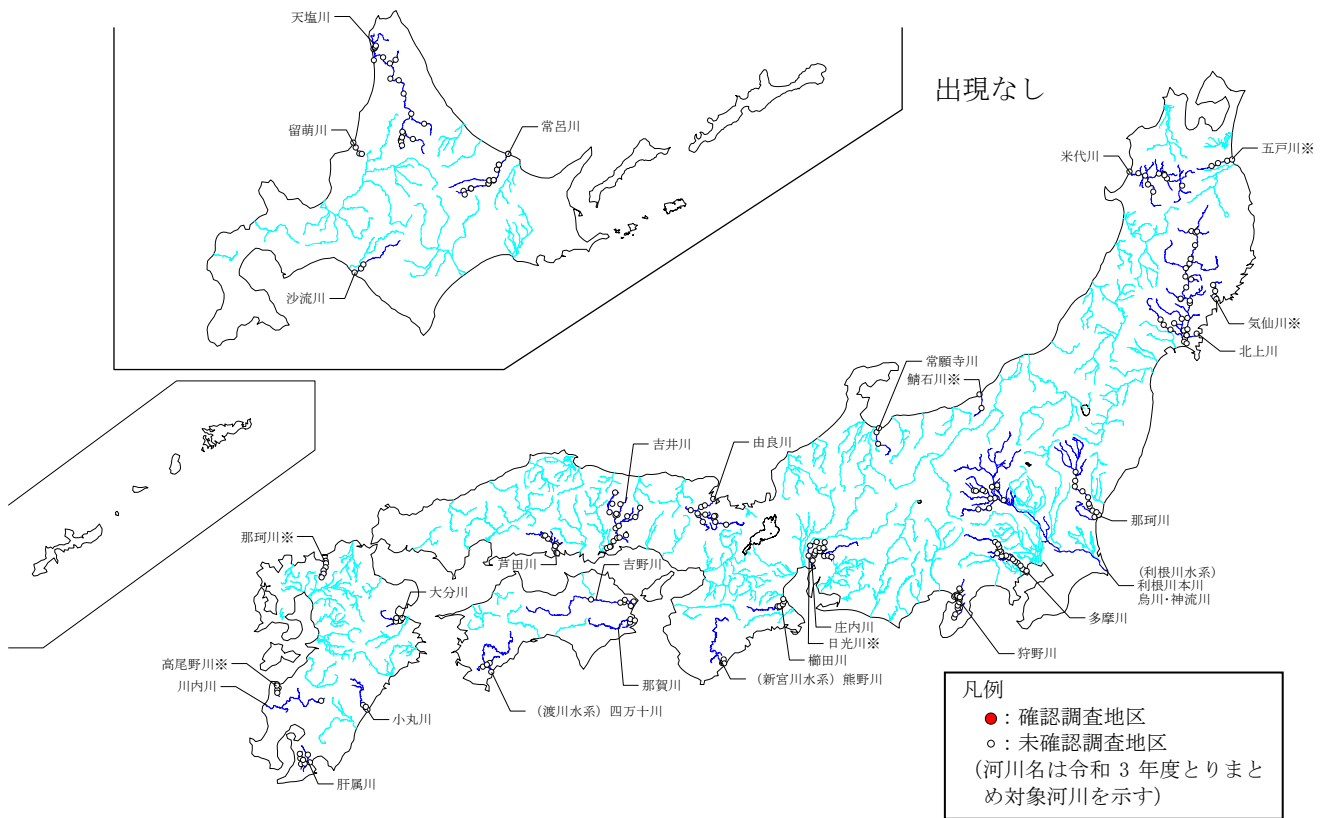 天塩川
出現なし
留萌川
常呂川
米代川
五戸川※
沙流川
気仙川※
北上川
常願寺川
鯖石川※
吉井川
由良川
那珂川
那珂川※
芦田川
吉野川
大分川
(利根川水系)
利根川本川
烏川・神流川
多摩川
庄内川
日光川※
狩野川
櫛田川
高尾野川※
川内川
那賀川
(新宮川水系) 熊野川
小丸川
(渡川水系) 四万十川
肝属川
凡例
●：確認調査地区
○：未確認調査地区
(河川名は令和 3 年度とりまと
め対象河川を示す)